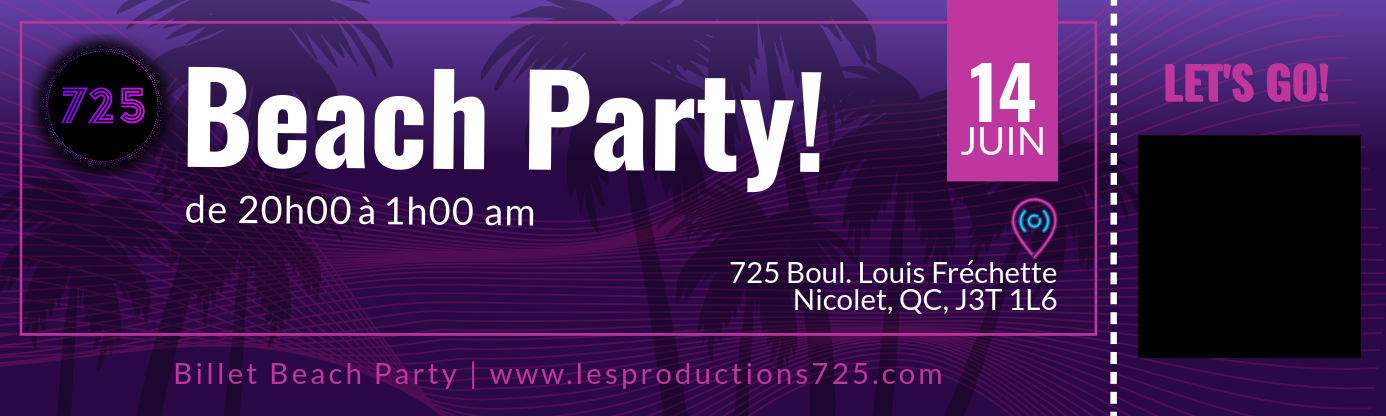 725
Beach Party!
de 20h00 à 1h00 am
14
JUIN
725 Boul. Louis Fréchette
Nicolet, QC, J3T 1L6
Billet Beach Party | www.lesproductions725.com
LET'S GO!